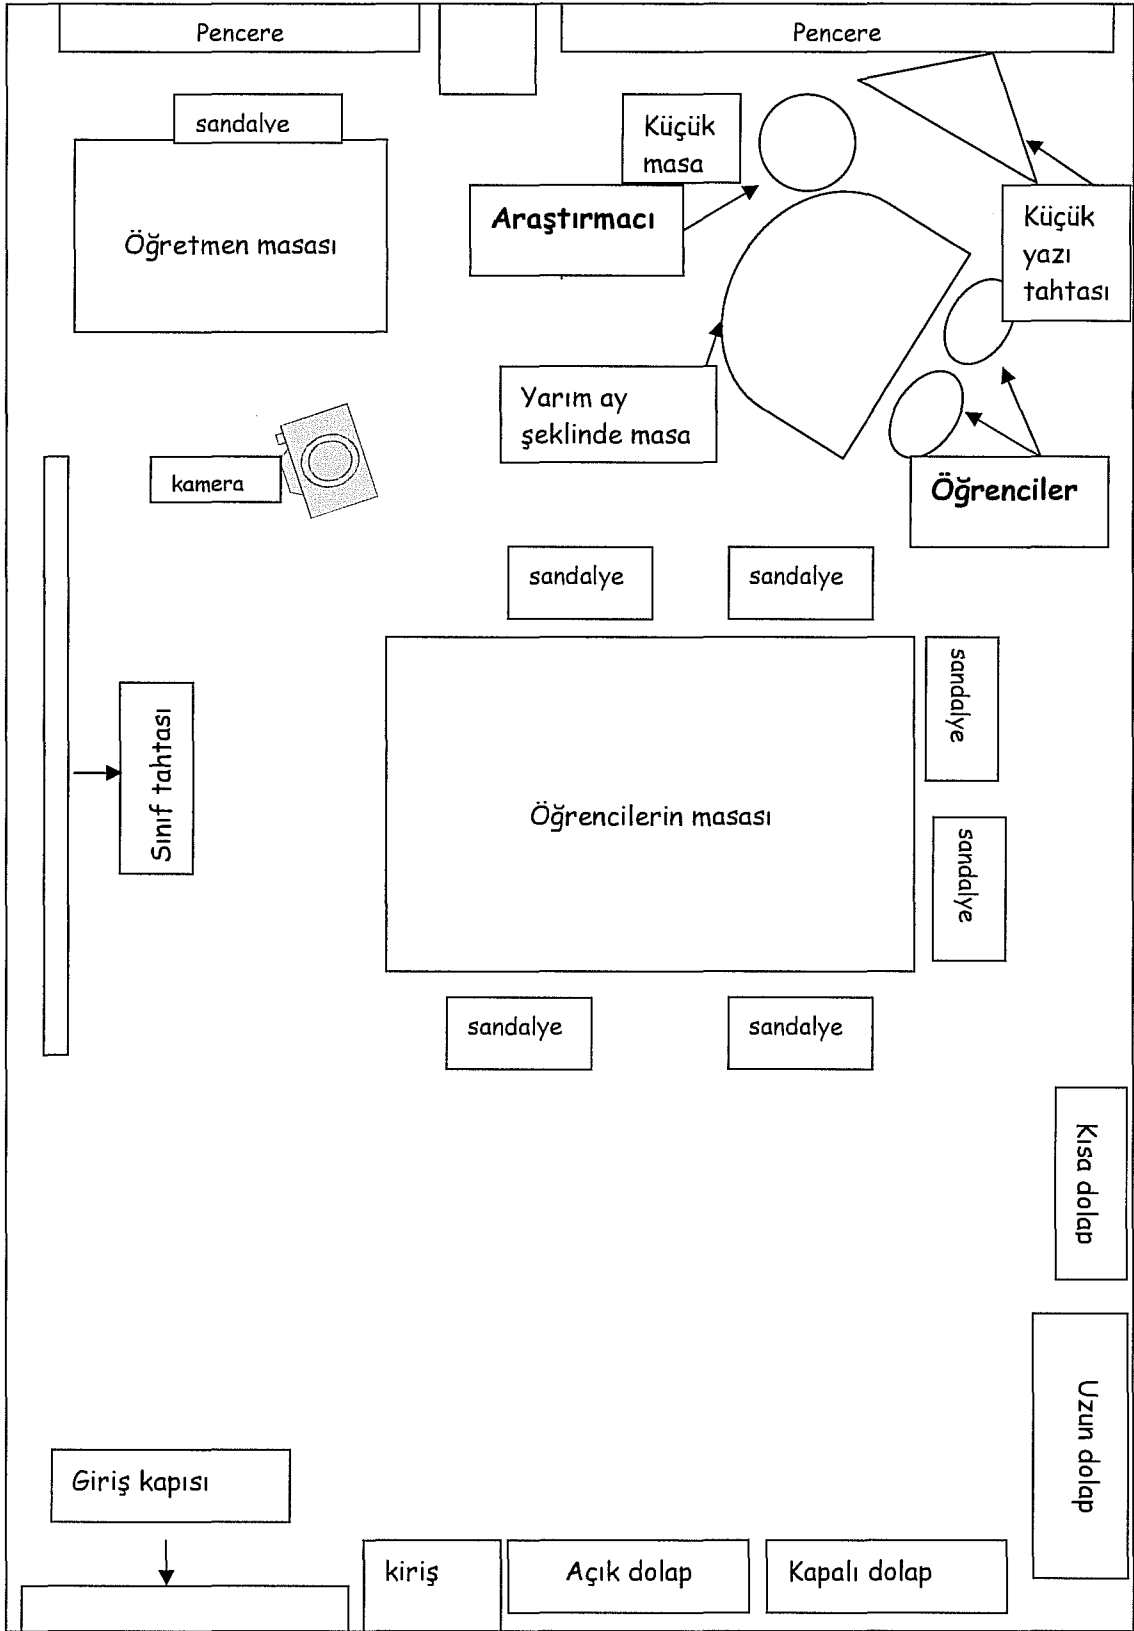 Pencere
Pencere
sandalye
Küçük
masa
Araştırmacı
Küçük
yazı
tahtası
Öğretmen masası
Yarım ay
şeklinde masa
kamera
Öğrenciler
sandalye
sandalye
sandalye
Sınıf tahtası
Öğrencilerin masası
sandalye
sandalye
sandalye
Kısa dolap
Uzun dolap
Giriş kapısı
kiriş
Açık dolap
Kapalı dolap